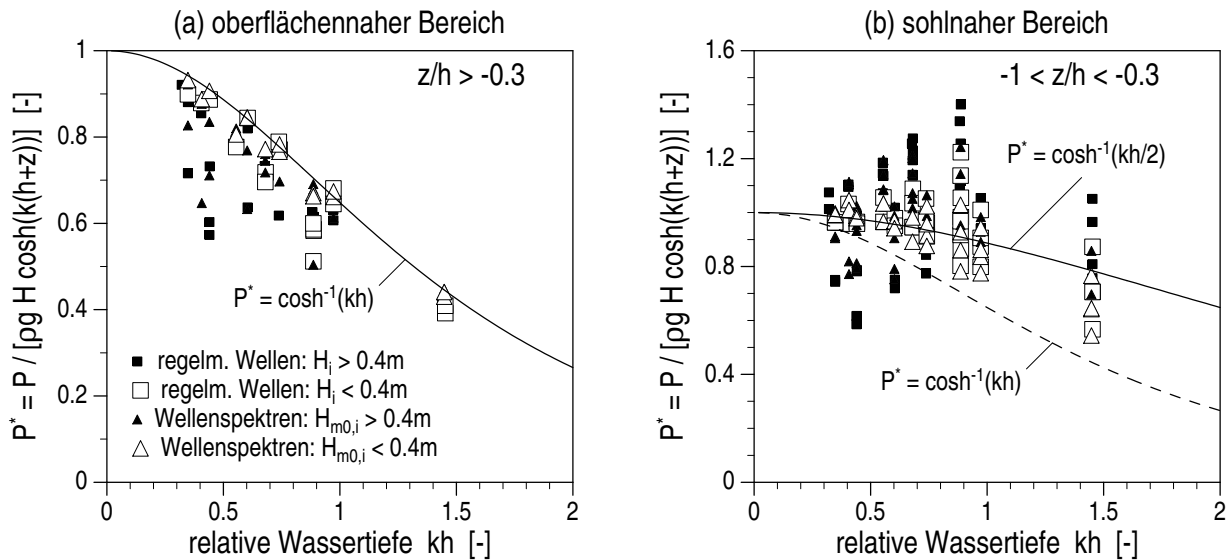 (a) oberflächennaher Bereich
z/h > -0.3
P* = P / [ρg H cosh(k(h+z))]  [-]
1
0.8
0.6
0.4
0.2
0
P* = cosh⁻¹(kh)
regelm. Wellen: Hᵢ > 0.4m
regelm. Wellen: Hᵢ < 0.4m
Wellenspektren: Hm0,i > 0.4m
Wellenspektren: Hm0,i < 0.4m
0 0.5 1 1.5 2
relative Wassertiefe kh [-]
(b) sohlnaher Bereich
-1 < z/h < -0.3
P* = P / [ρg H cosh(k(h+z))]  [-]
1.6
1.2
0.8
0.4
0
P* = cosh⁻¹(kh/2)
P* = cosh⁻¹(kh)
0 0.5 1 1.5 2
relative Wassertiefe kh [-]